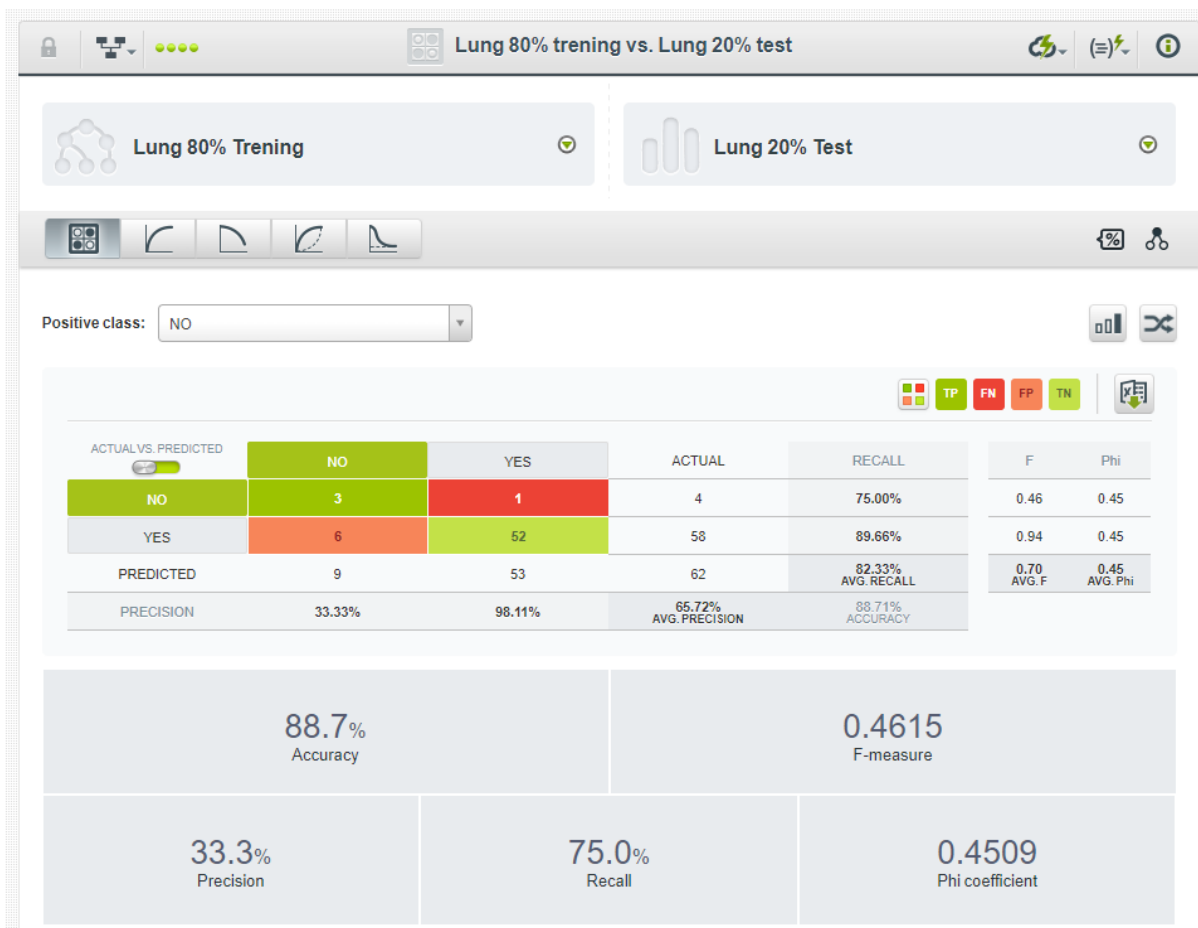 Lung 80% trening vs. Lung 20% test
Lung 80% Trening
Lung 20% Test
Positive class: NO
TP FN FP TN
ACTUAL VS. PREDICTED NO YES ACTUAL RECALL F Phi
NO 3 1 4 75.00% 0.46 0.45
YES 6 52 58 89.66% 0.94 0.45
PREDICTED 9 53 62 82.33% AVG. RECALL 0.70 AVG. F 0.45 AVG. Phi
PRECISION 33.33% 98.11% 65.72% AVG. PRECISION 88.71% ACCURACY
88.7% 0.4615
Accuracy F-measure
33.3% 75.0% 0.4509
Precision Recall Phi coefficient